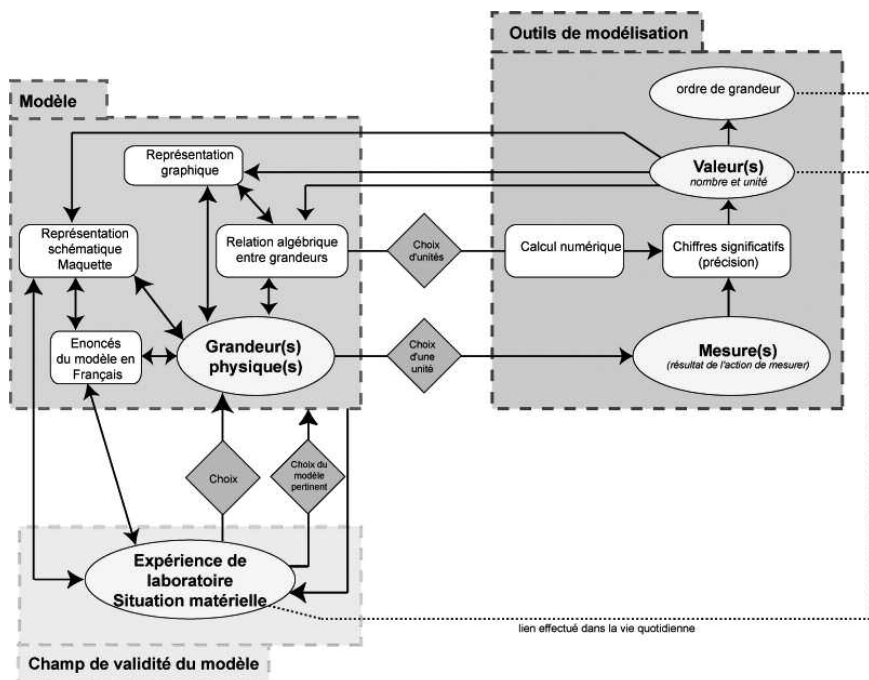 Outils de modélisation
ordre de grandeur
Modèle
Représentation
graphique
Valeur(s)
nombre et unité
Représentation
schématique
Maquette
Relation algébrique
entre grandeurs
Choix
d'unités
Calcul numérique
Chiffres significatifs
(précision)
Enoncés
du modèle en
Français
Grandeur(s)
physique(s)
Choix
d'une
unité
Mesure(s)
(résultat de l'action de mesurer)
Choix
Choix du
modèle
pertinent
Expérience de
laboratoire
Situation matérielle
lien effectué dans la vie quotidienne
Champ de validité du modèle